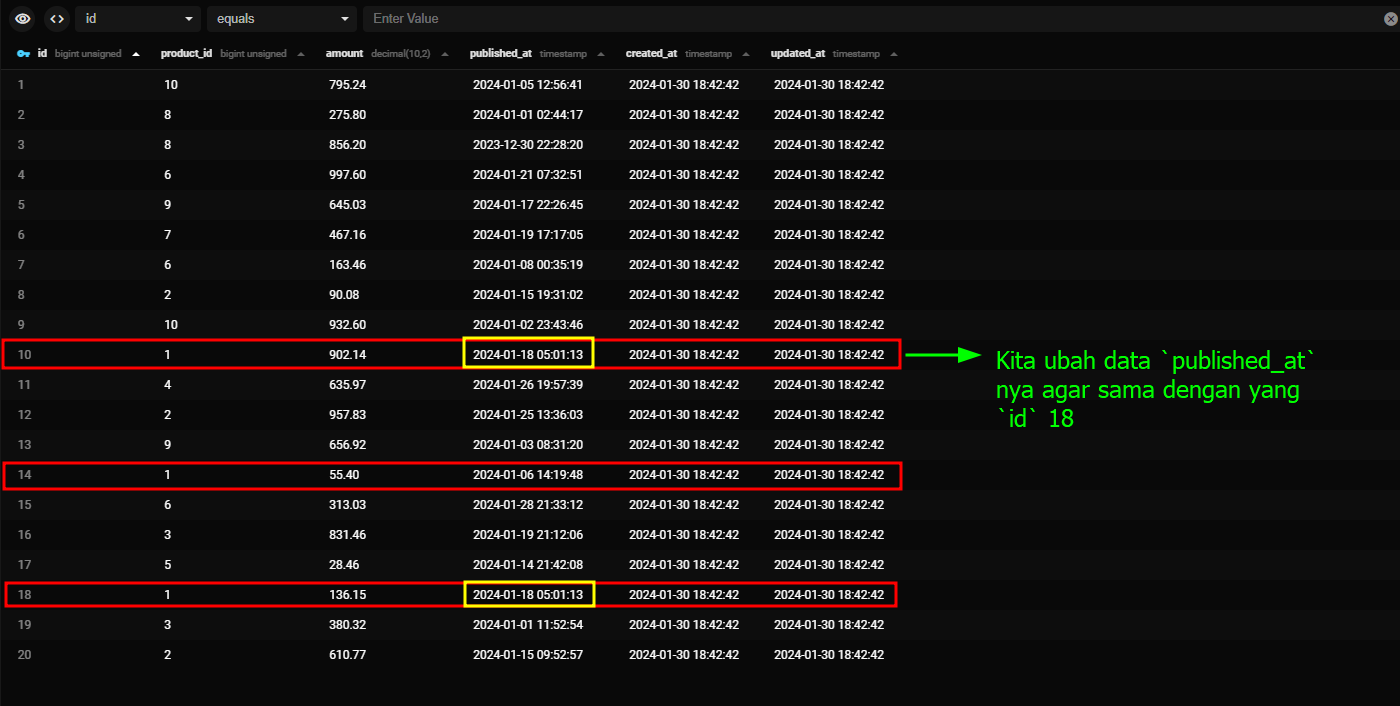 id equals Enter Value
id bigint unsigned product_id bigint unsigned amount decimal(10,2) published_at timestamp created_at timestamp updated_at timestamp
1 10 795.24 2024-01-05 12:56:41 2024-01-30 18:42:42 2024-01-30 18:42:42
2 8 275.80 2024-01-01 02:44:17 2024-01-30 18:42:42 2024-01-30 18:42:42
3 8 856.20 2023-12-30 22:28:20 2024-01-30 18:42:42 2024-01-30 18:42:42
4 6 997.60 2024-01-21 07:32:51 2024-01-30 18:42:42 2024-01-30 18:42:42
5 9 645.03 2024-01-17 22:26:45 2024-01-30 18:42:42 2024-01-30 18:42:42
6 7 467.16 2024-01-19 17:17:05 2024-01-30 18:42:42 2024-01-30 18:42:42
7 6 163.46 2024-01-08 00:35:19 2024-01-30 18:42:42 2024-01-30 18:42:42
8 2 90.08 2024-01-15 19:31:02 2024-01-30 18:42:42 2024-01-30 18:42:42
9 10 932.60 2024-01-02 23:43:46 2024-01-30 18:42:42 2024-01-30 18:42:42
10 1 902.14 2024-01-18 05:01:13 2024-01-30 18:42:42 2024-01-30 18:42:42
Kita ubah data `published_at`
nya agar sama dengan yang
`id` 18
11 4 635.97 2024-01-26 19:57:39 2024-01-30 18:42:42 2024-01-30 18:42:42
12 2 957.83 2024-01-25 13:36:03 2024-01-30 18:42:42 2024-01-30 18:42:42
13 9 656.92 2024-01-03 08:31:20 2024-01-30 18:42:42 2024-01-30 18:42:42
14 1 55.40 2024-01-06 14:19:48 2024-01-30 18:42:42 2024-01-30 18:42:42
15 6 313.03 2024-01-28 21:33:12 2024-01-30 18:42:42 2024-01-30 18:42:42
16 3 831.46 2024-01-19 21:12:06 2024-01-30 18:42:42 2024-01-30 18:42:42
17 5 28.46 2024-01-14 21:42:08 2024-01-30 18:42:42 2024-01-30 18:42:42
18 1 136.15 2024-01-18 05:01:13 2024-01-30 18:42:42 2024-01-30 18:42:42
19 3 380.32 2024-01-01 11:52:54 2024-01-30 18:42:42 2024-01-30 18:42:42
20 2 610.77 2024-01-15 09:52:57 2024-01-30 18:42:42 2024-01-30 18:42:42